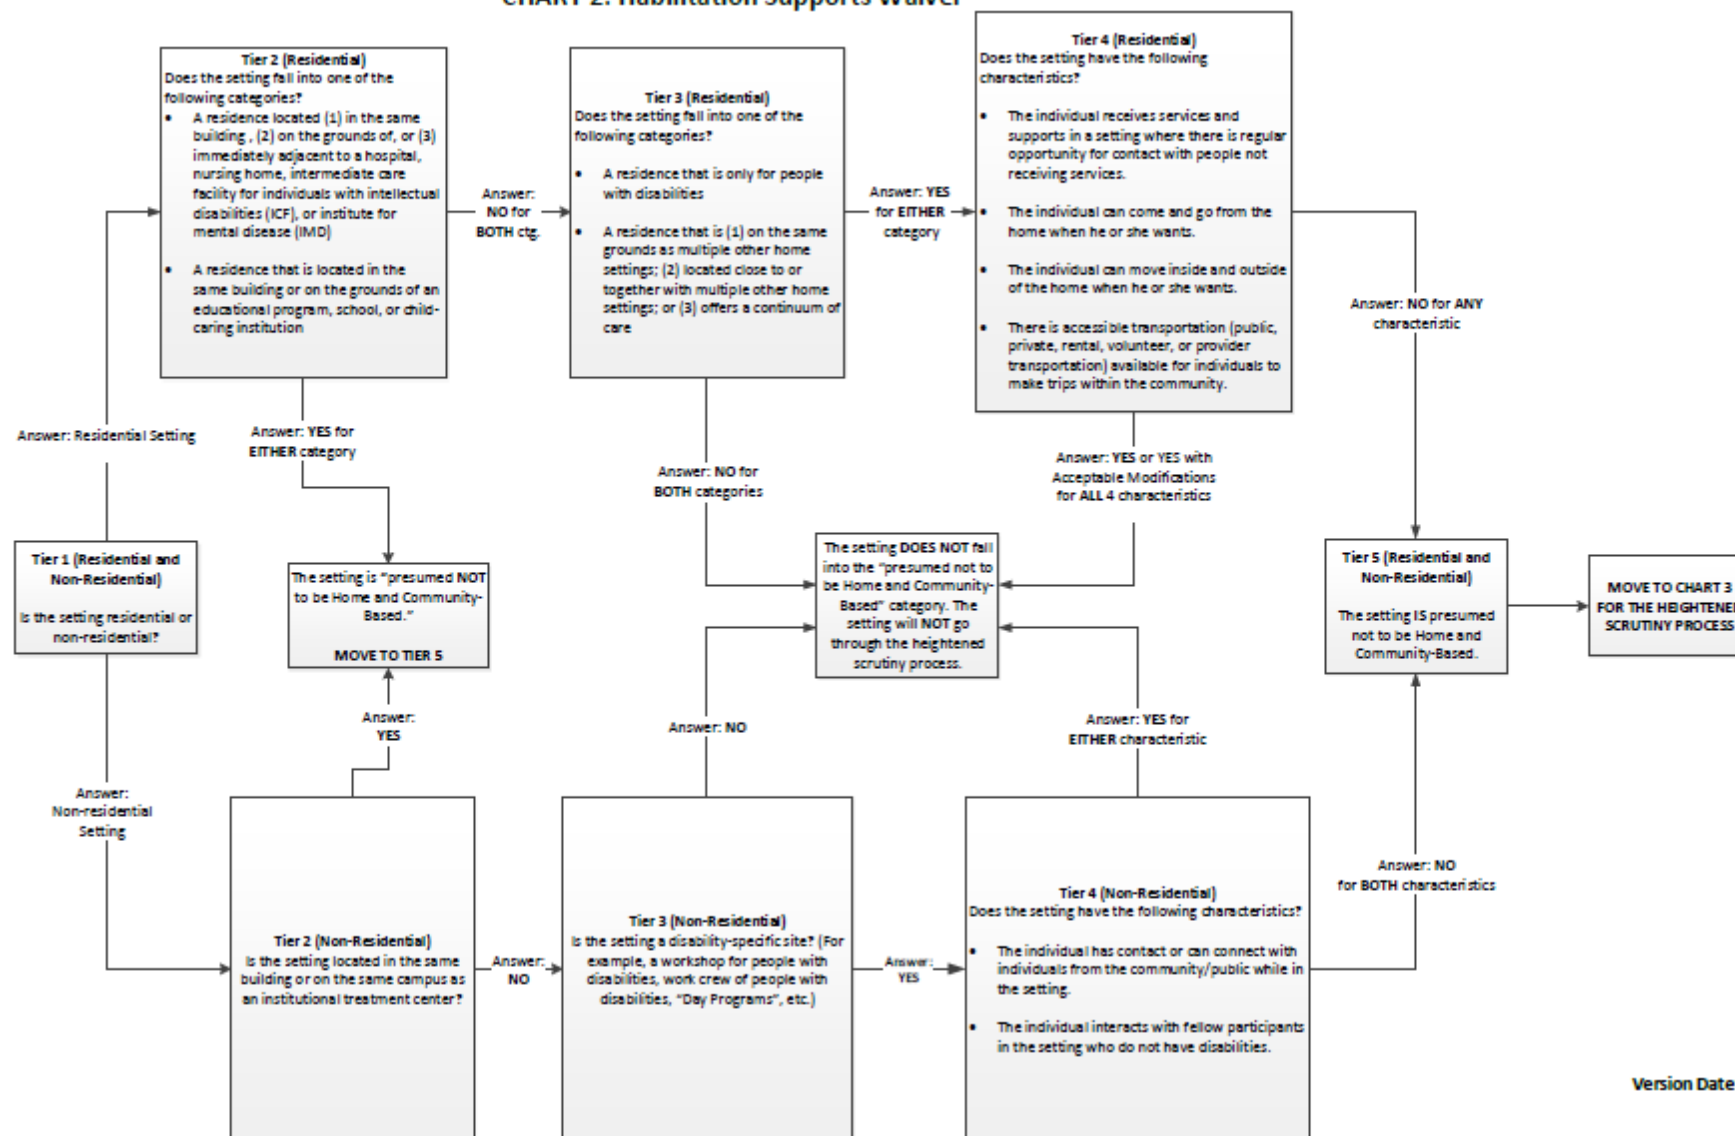 CHART 2: Habilitation Supports Waiver
Tier 2 (Residential)
Does the setting fall into one of the
following categories?
• A residence located (1) in the same
building , (2) on the grounds of, or (3)
immediately adjacent to a hospital,
nursing home, intermediate care
facility for individuals with intellectual
disabilities (ICF), or institute for
mental disease (IMD)
• A residence that is located in the
same building or on the grounds of an
educational program, school, or child-
caring institution
Answer:
NO for
BOTH ctg.
Tier 3 (Residential)
Does the setting fall into one of the
following categories?
• A residence that is only for people
with disabilities
• A residence that is (1) on the same
grounds as multiple other home
settings; (2) located close to or
together with multiple other home
settings; or (3) offers a continuum of
care
Answer: YES
for EITHER
category
Tier 4 (Residential)
Does the setting have the following
characteristics?
• The individual receives services and
supports in a setting where there is regular
opportunity for contact with people not
receiving services.
• The individual can come and go from the
home when he or she wants.
• The individual can move inside and outside
of the home when he or she wants.
• There is accessible transportation (public,
private, rental, volunteer, or provider
transportation) available for individuals to
make trips within the community.
Answer: NO for ANY
characteristic
Answer: Residential Setting
Answer: YES for
EITHER category
Answer: NO for
BOTH categories
Answer: YES or YES with
Acceptable Modifications
for ALL 4 characteristics
Tier 1 (Residential and
Non-Residential)
Is the setting residential or
non-residential?
The setting is "presumed NOT
to be Home and Community-
Based."
MOVE TO TIER 5
The setting DOES NOT fall
into the "presumed not to
be Home and Community-
Based" category. The
setting will NOT go
through the heightened
scrutiny process.
Tier 5 (Residential and
Non-Residential)
The setting IS presumed
not to be Home and
Community-Based.
MOVE TO CHART 3
FOR THE HEIGHTENE
SCRUTINY PROCESS
Answer:
YES
Answer: NO
Answer: YES for
EITHER characteristic
Answer:
Non-residential
Setting
Answer: NO
for BOTH characteristics
Tier 2 (Non-Residential)
Is the setting located in the same
building or on the same campus as
an institutional treatment center?
Answer:
NO
Tier 3 (Non-Residential)
Is the setting a disability-specific site? (For
example, a workshop for people with
disabilities, work crew of people with
disabilities, "Day Programs", etc.)
Answer:
YES
Tier 4 (Non-Residential)
Does the setting have the following characteristics?
• The individual has contact or can connect with
individuals from the community/public while in
the setting.
• The individual interacts with fellow participants
in the setting who do not have disabilities.
Version Date